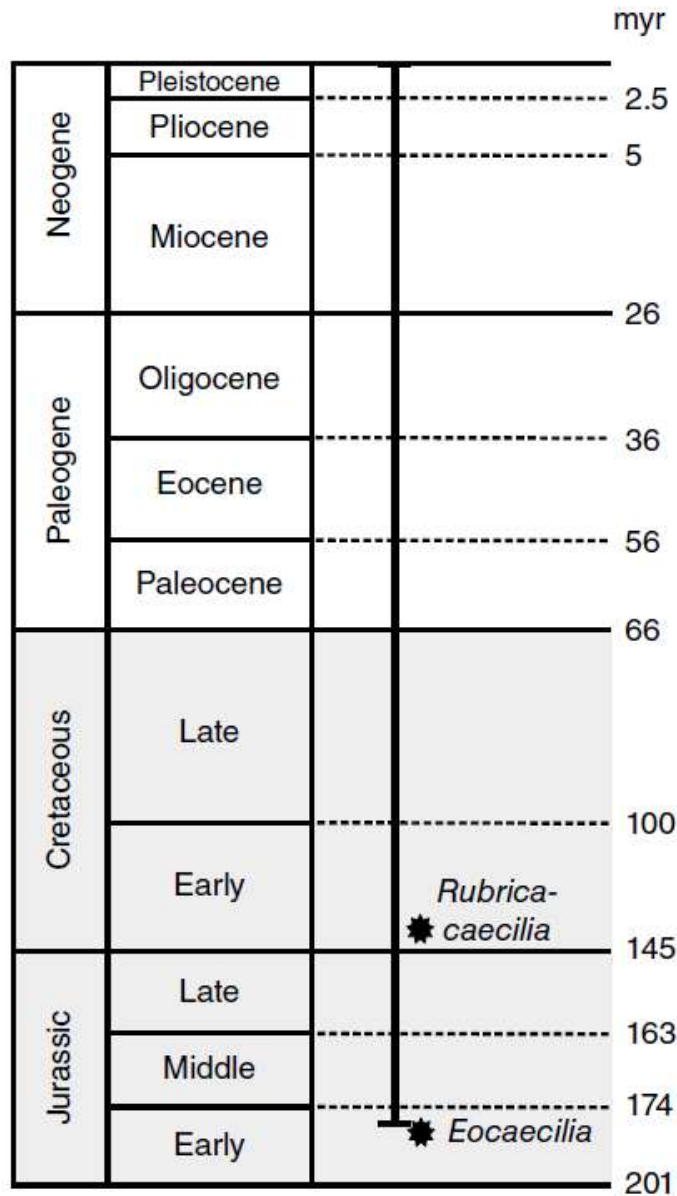 myr
Neogene
Pleistocene
2.5
Pliocene
5
Miocene
26
Paleogene
Oligocene
36
Eocene
56
Paleocene
66
Cretaceous
Late
100
Early
Rubrica-
caecilia
145
Jurassic
Late
163
Middle
174
Early
Eocaecilia
201